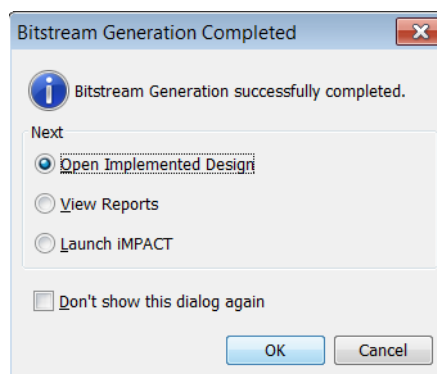 Bitstream Generation Completed
Bitstream Generation successfully completed.
Next
Open Implemented Design
View Reports
Launch iMPACT
Don't show this dialog again
OK Cancel